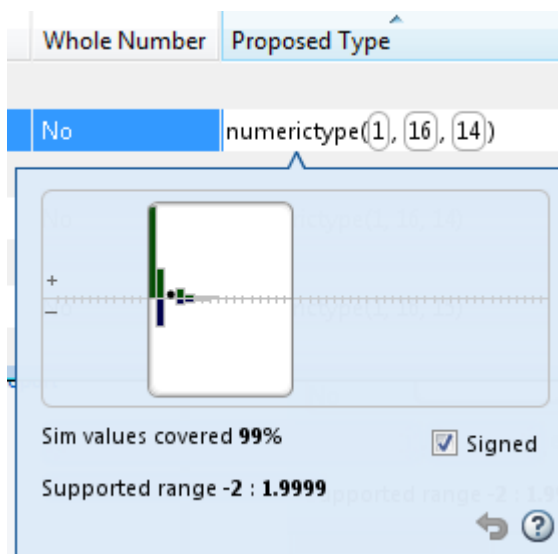 Whole Number Proposed Type
No numerictype(1, 16, 14)
+
−
Sim values covered 99%
Signed
Supported range -2 : 1.9999
?